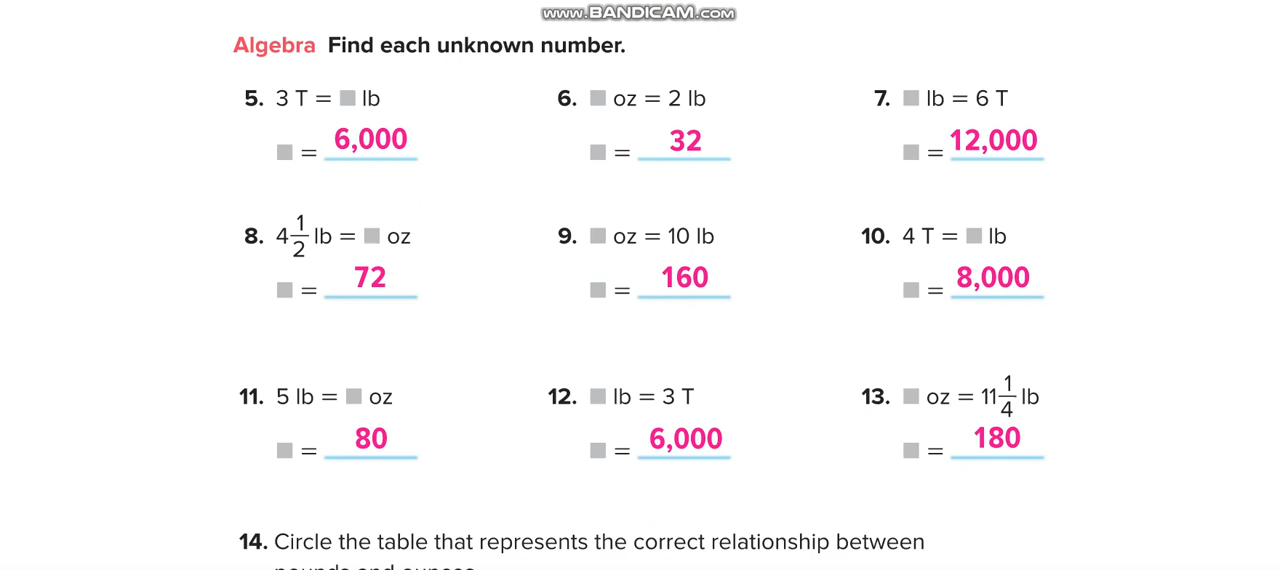 www.BANDICAM.com
Algebra Find each unknown number.
5. 3 T = ■ lb
■ = 6,000
6. ■ oz = 2 lb
■ = 32
7. ■ lb = 6 T
■ = 12,000
8. 4 1/2 lb = ■ oz
■ = 72
9. ■ oz = 10 lb
■ = 160
10. 4 T = ■ lb
■ = 8,000
11. 5 lb = ■ oz
■ = 80
12. ■ lb = 3 T
■ = 6,000
13. ■ oz = 11 1/4 lb
■ = 180
14. Circle the table that represents the correct relationship between